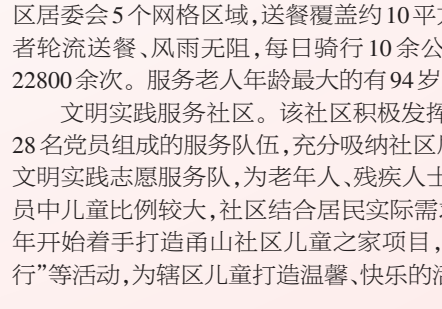 区居委会5个网格区域,送餐覆盖约10平方
者轮流送餐、风雨无阻,每日骑行10余公
22800余次。服务老人年龄最大的有94岁
文明实践服务社区。该社区积极发挥
28名党员组成的服务队伍,充分吸纳社区居
文明实践志愿服务队,为老年人、残疾人士
员中儿童比例较大,社区结合居民实际需求
年开始着手打造甬山社区儿童之家项目,
行”等活动,为辖区儿童打造温馨、快乐的活